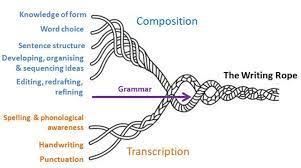 Knowledge of form
Composition
Word choice
Sentence structure
Developing, organising
& sequencing ideas
Editing, redrafting,
refining
Grammar
The Writing Rope
Spelling & phonological
awareness
Handwriting
Punctuation
Transcription